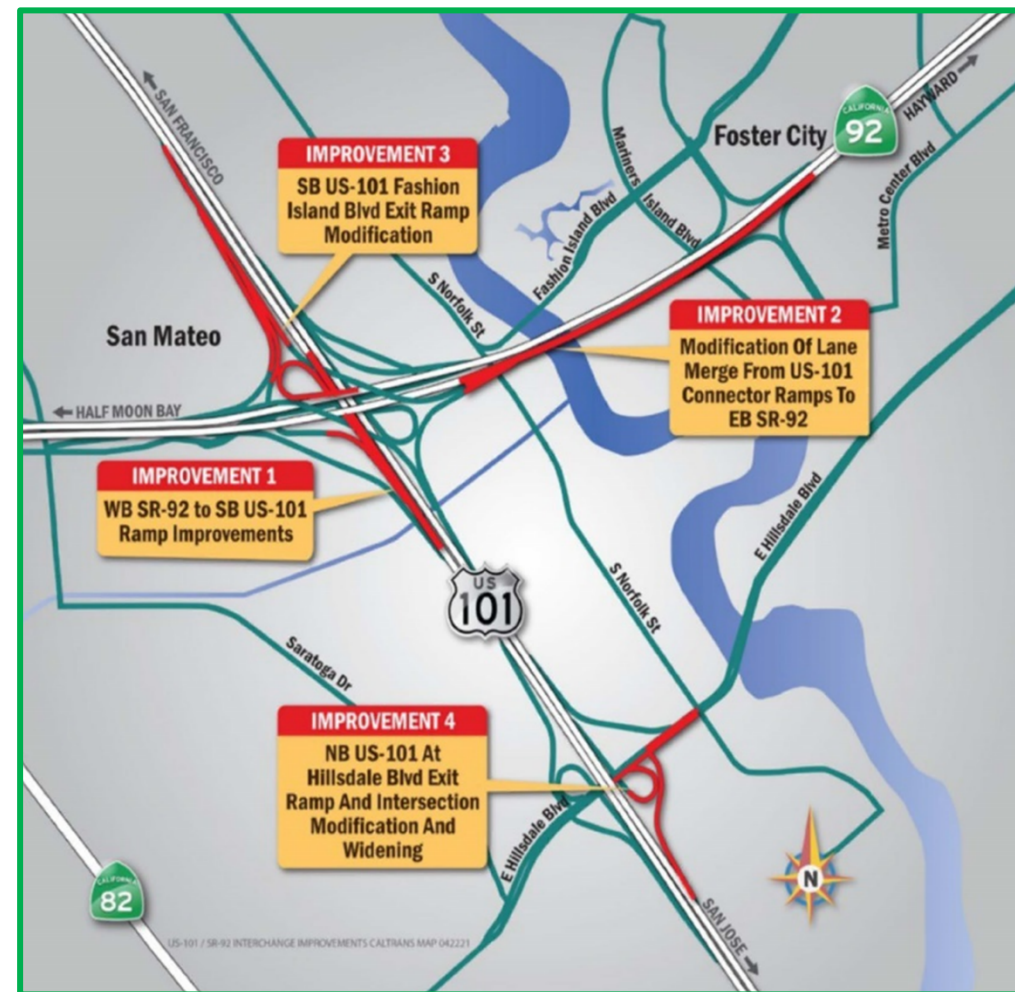 SAN FRANCISCO
IMPROVEMENT 3
SB US-101 Fashion
Island Blvd Exit Ramp
Modification
Foster City
CALIFORNIA
92
HAYWARD
Mariners Island Blvd
Fashion Island Blvd
Metro Center Blvd
S Norfolk St
San Mateo
IMPROVEMENT 2
Modification Of Lane
Merge From US-101
Connector Ramps To
EB SR-92
HALF MOON BAY
IMPROVEMENT 1
WB SR-92 to SB US-101
Ramp Improvements
E Hillsdale Blvd
US
101
S Norfolk St
Saratoga Dr
IMPROVEMENT 4
NB US-101 At
Hillsdale Blvd Exit
Ramp And Intersection
Modification And
Widening
E Hillsdale Blvd
N
CALIFORNIA
82
SAN JOSE
US-101 / SR-92 INTERCHANGE IMPROVEMENTS CALTRANS MAP 042221